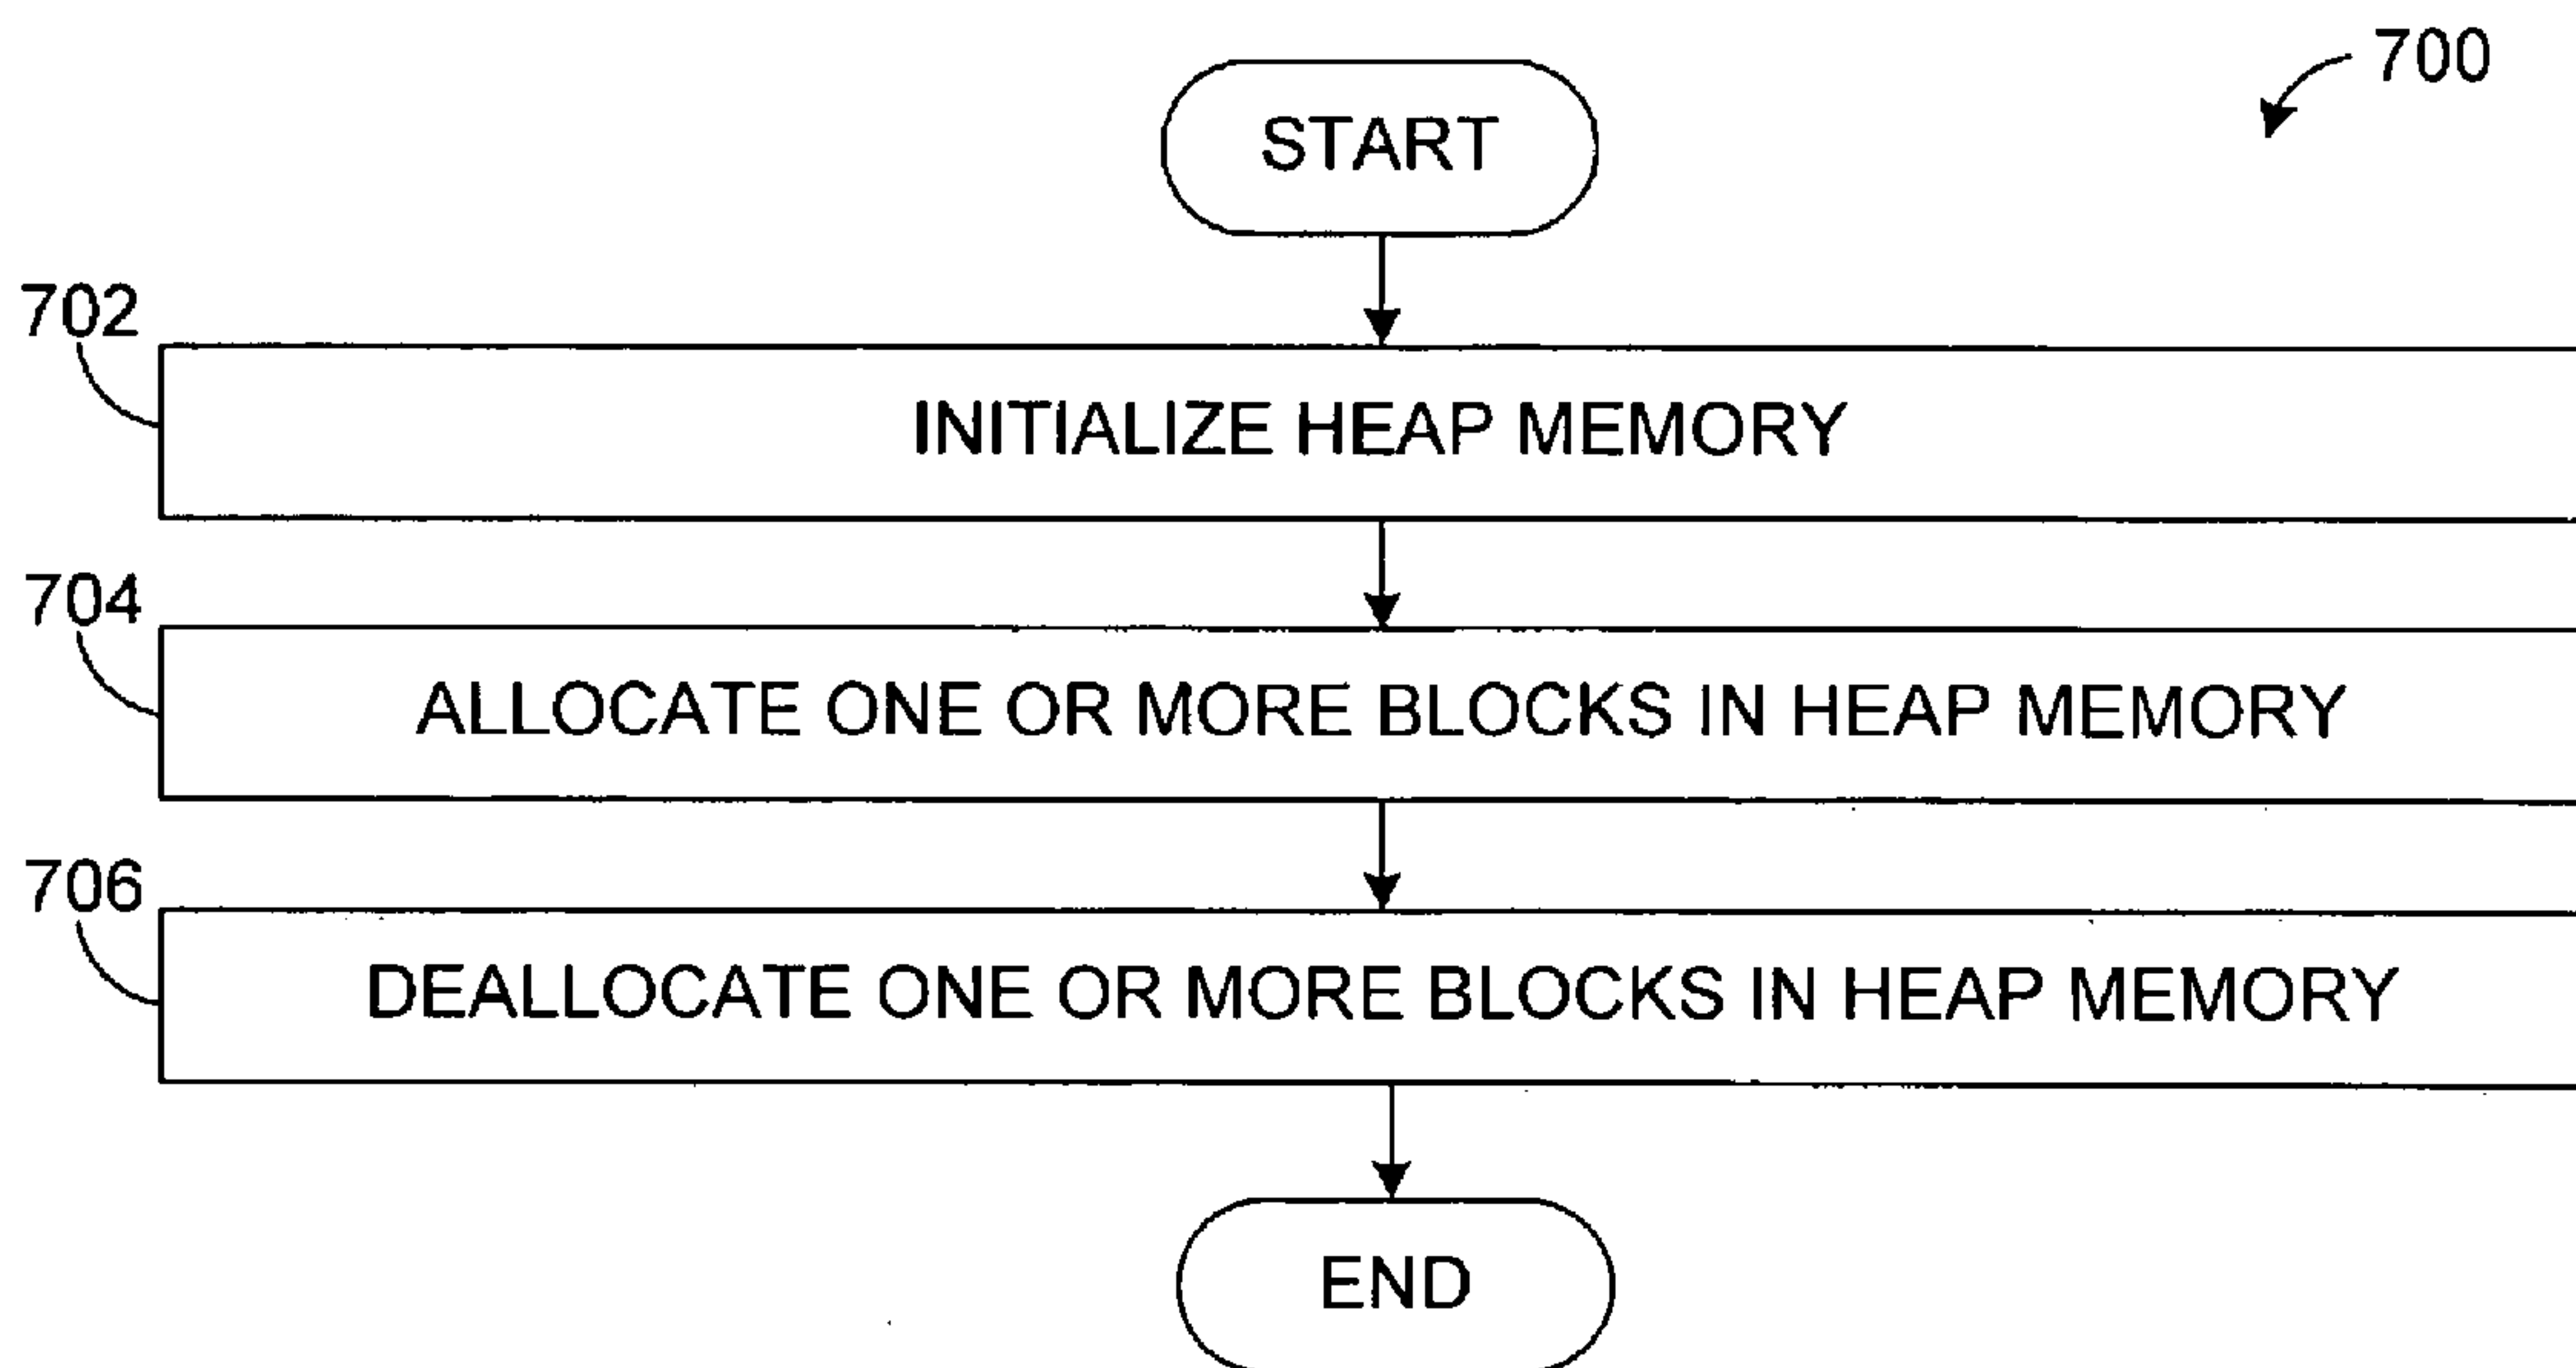 700
START
702
INITIALIZE HEAP MEMORY
704
ALLOCATE ONE OR MORE BLOCKS IN HEAP MEMORY
706
DEALLOCATE ONE OR MORE BLOCKS IN HEAP MEMORY
END